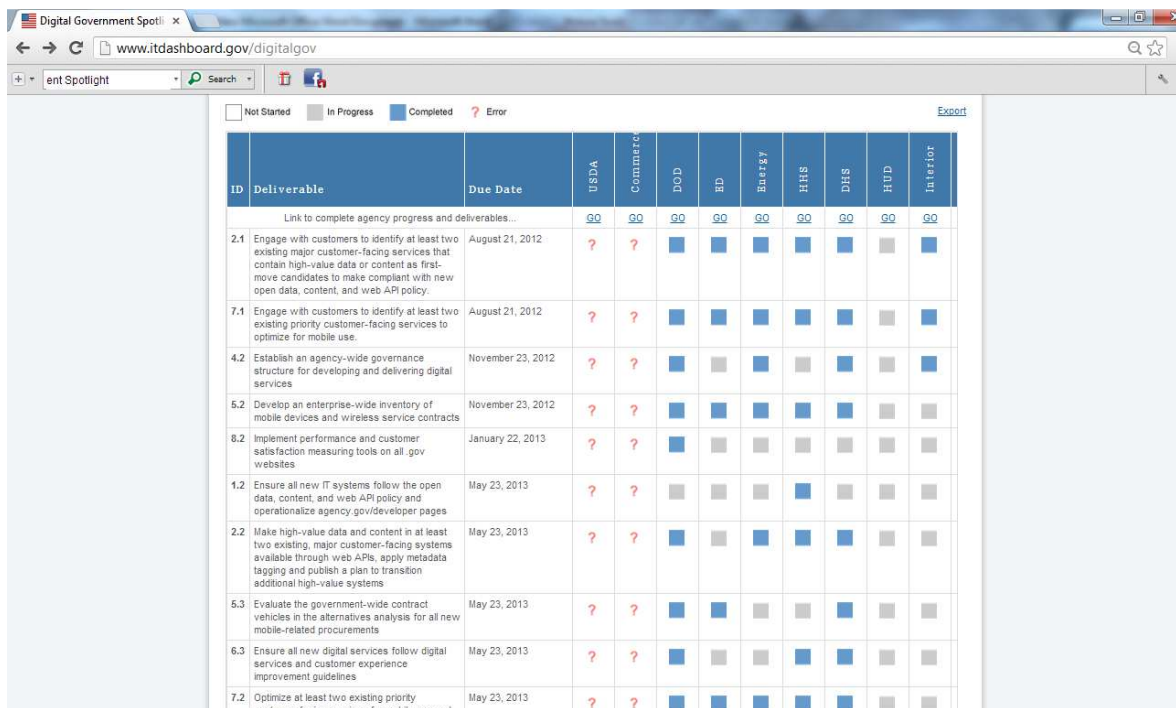 Digital Government Spotli
www.itdashboard.gov/digitalgov
ent Spotlight
Search
Not Started
In Progress
Completed
? Error
Export
ID
Deliverable
Due Date
USDA
Commerce
DOD
ED
Energy
HHS
DHS
HUD
Interior
Link to complete agency progress and deliverables...
GO GO GO GO GO GO GO GO GO
2.1 Engage with customers to identify at least two August 21, 2012 ? ?
existing major customer-facing services that
contain high-value data or content as first-
move candidates to make compliant with new
open data, content, and web API policy.
7.1 Engage with customers to identify at least two August 21, 2012 ? ?
existing priority customer-facing services to
optimize for mobile use.
4.2 Establish an agency-wide governance November 23, 2012 ? ?
structure for developing and delivering digital
services
5.2 Develop an enterprise-wide inventory of November 23, 2012 ? ?
mobile devices and wireless service contracts
8.2 Implement performance and customer January 22, 2013 ? ?
satisfaction measuring tools on all .gov
websites
1.2 Ensure all new IT systems follow the open May 23, 2013 ? ?
data, content, and web API policy and
operationalize agency.gov/developer pages
2.2 Make high-value data and content in at least May 23, 2013 ? ?
two existing, major customer-facing systems
available through web APIs, apply metadata
tagging and publish a plan to transition
additional high-value systems
5.3 Evaluate the government-wide contract May 23, 2013 ? ?
vehicles in the alternatives analysis for all new
mobile-related procurements
6.3 Ensure all new digital services follow digital May 23, 2013 ? ?
services and customer experience
improvement guidelines
7.2 Optimize at least two existing priority May 23, 2013 ? ?